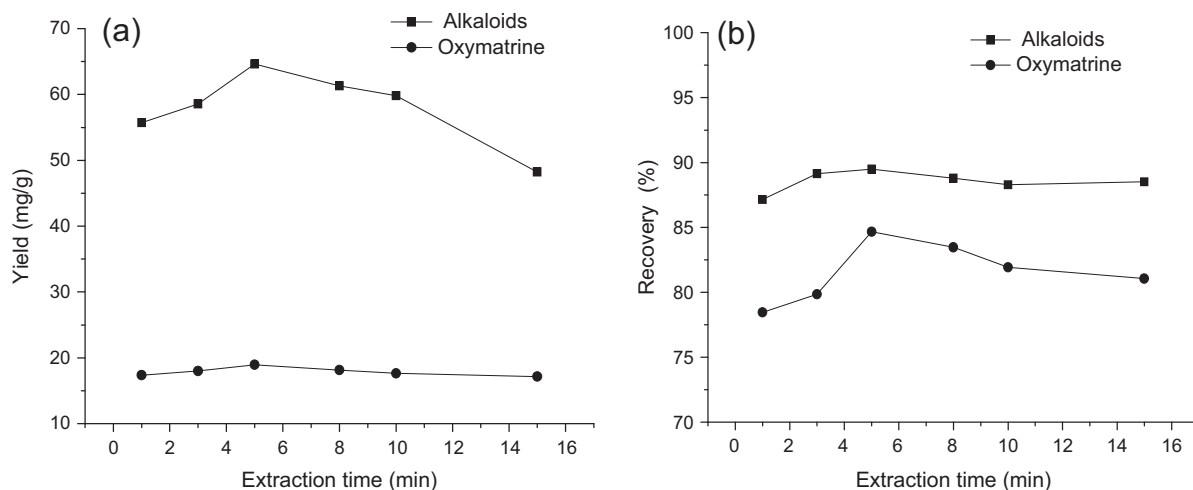 (a)
Alkaloids
Oxymatrine
70
60
50
40
30
20
10
Yield (mg/g)
0 2 4 6 8 10 12 14 16
Extraction time (min)
(b)
Alkaloids
Oxymatrine
100
95
90
85
80
75
70
Recovery (%)
0 2 4 6 8 10 12 14 16
Extraction time (min)